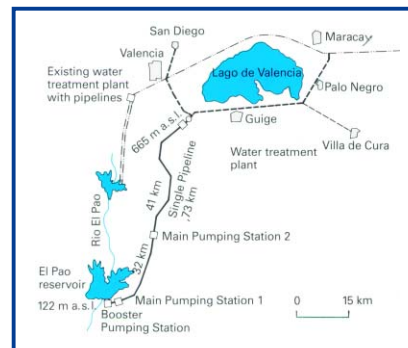 San Diego
Valencia
Maracay
Existing water
treatment plant
with pipelines
Lago de Valencia
Palo Negro
665 m a.s.l.
Guige
Water treatment
plant
Villa de Cura
Rio El Pao
41 km
Single Pipeline
,73 km
Main Pumping Station 2
32 km
El Pao
reservoir
122 m a.s.l.
Main Pumping Station 1
Booster
Pumping Station
0 15 km